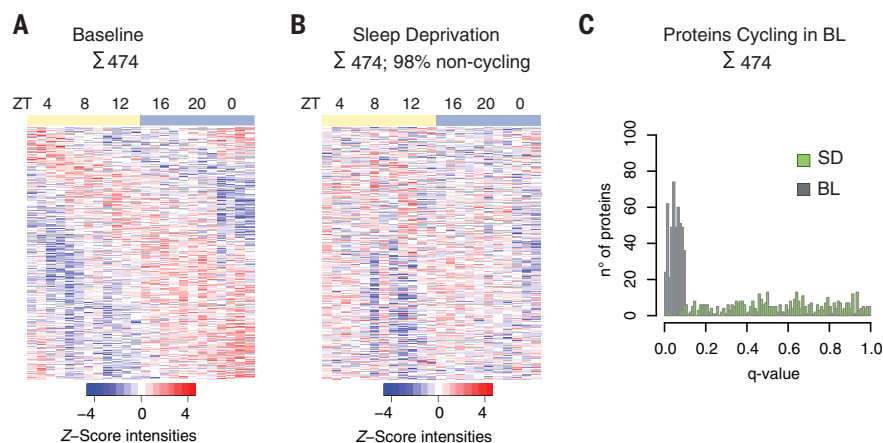 A
Baseline
Σ 474
ZT 4 8 12 16 20 0
−4 0 4
Z–Score intensities
B
Sleep Deprivation
Σ 474; 98% non-cycling
4 8 12 16 20 0
−4 0 4
Z–Score intensities
C
Proteins Cycling in BL
Σ 474
n° of proteins
100
80
60
40
20
0
SD
BL
0.0 0.2 0.4 0.6 0.8 1.0
q-value